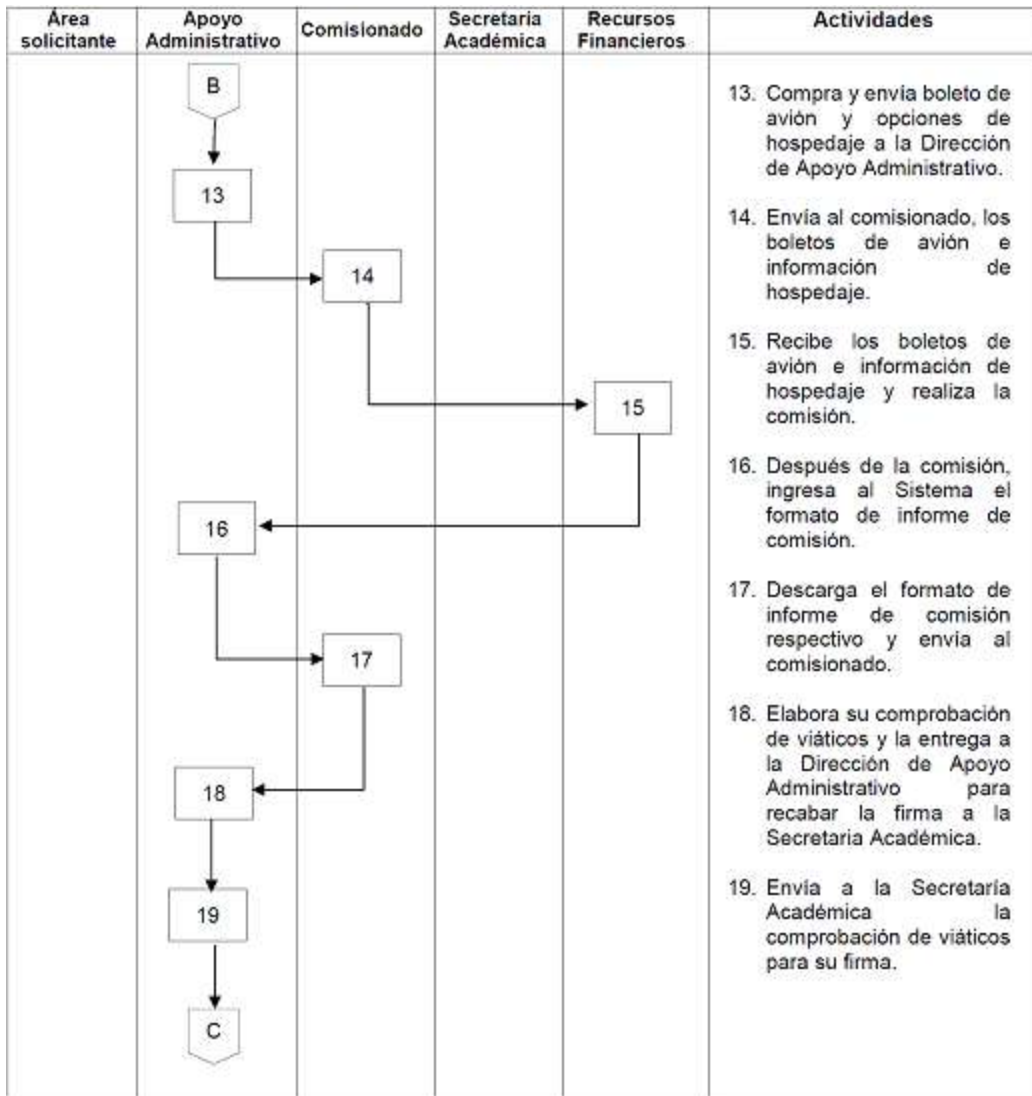 Área
solicitante
Apoyo
Administrativo
Comisionado
Secretaría
Académica
Recursos
Financieros
Actividades
B
13
14
15
16
17
18
19
C
13. Compra y envía boleto de
avión y opciones de
hospedaje a la Dirección
de Apoyo Administrativo.
14. Envía al comisionado, los
boletos de avión e
información de
hospedaje.
15. Recibe los boletos de
avión e información de
hospedaje y realiza la
comisión.
16. Después de la comisión,
ingresa al Sistema el
formato de informe de
comisión.
17. Descarga el formato de
informe de comisión
respectivo y envía al
comisionado.
18. Elabora su comprobación
de viáticos y la entrega a
la Dirección de Apoyo
Administrativo para
recabar la firma a la
Secretaria Académica.
19. Envía a la Secretaría
Académica la
comprobación de viáticos
para su firma.